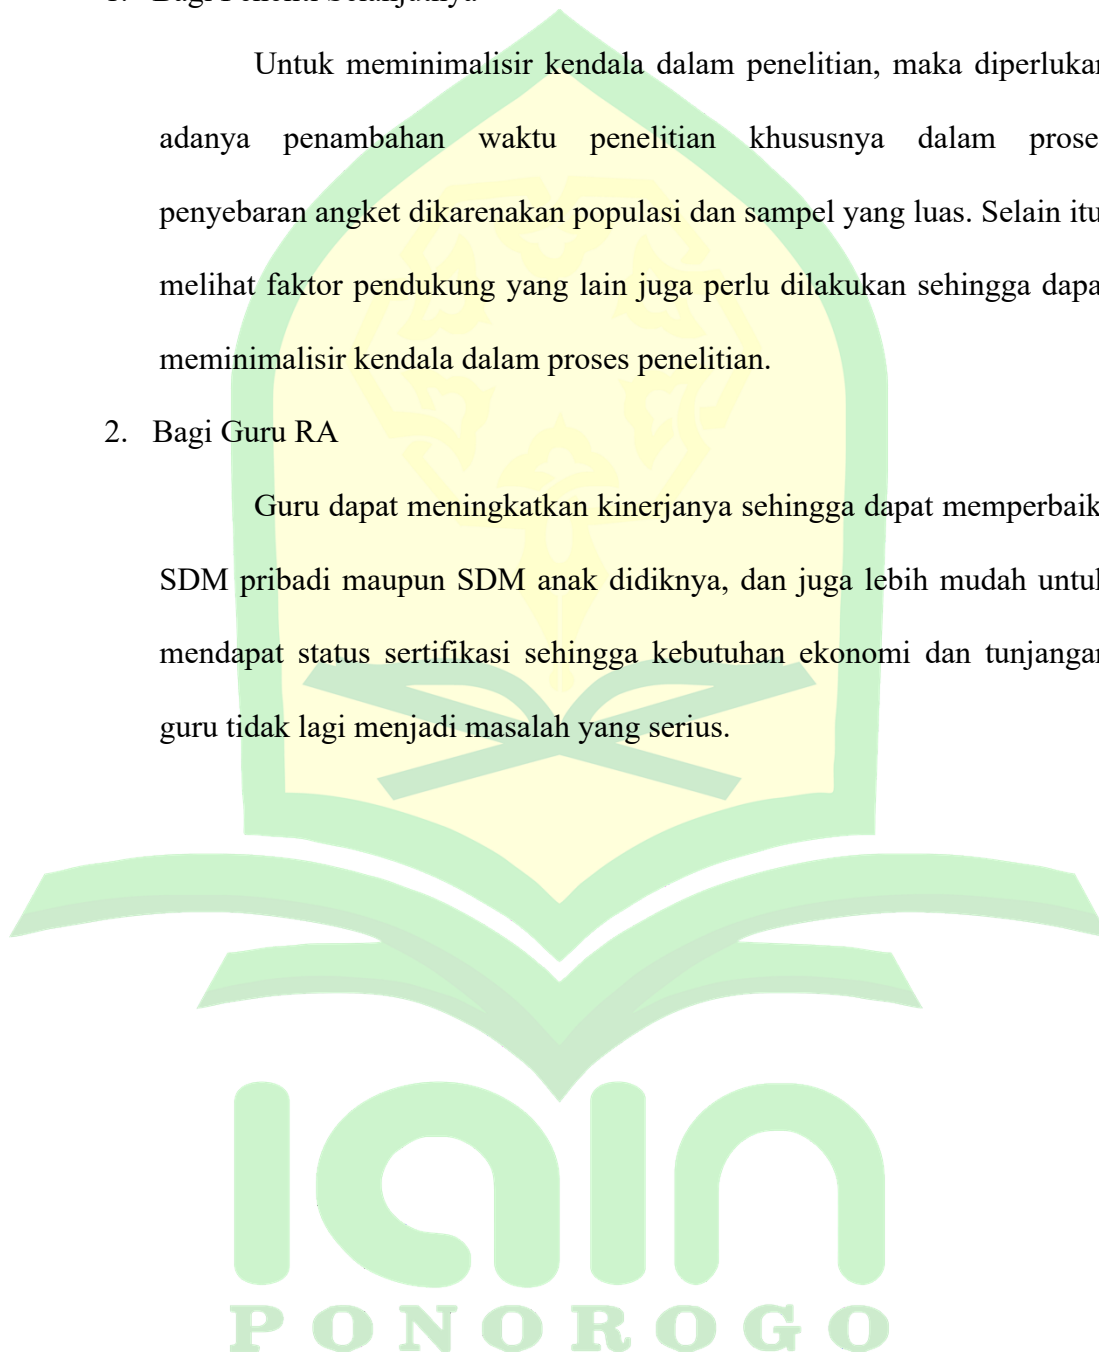 Untuk meminimalisir kendala dalam penelitian, maka diperlukan
adanya penambahan waktu penelitian khususnya dalam prose
penyebaran angket dikarenakan populasi dan sampel yang luas. Selain itu
melihat faktor pendukung yang lain juga perlu dilakukan sehingga dapa
meminimalisir kendala dalam proses penelitian.
2. Bagi Guru RA
Guru dapat meningkatkan kinerjanya sehingga dapat memperbaik
SDM pribadi maupun SDM anak didiknya, dan juga lebih mudah untuk
mendapat status sertifikasi sehingga kebutuhan ekonomi dan tunjangan
guru tidak lagi menjadi masalah yang serius.
iain
PONOROGO